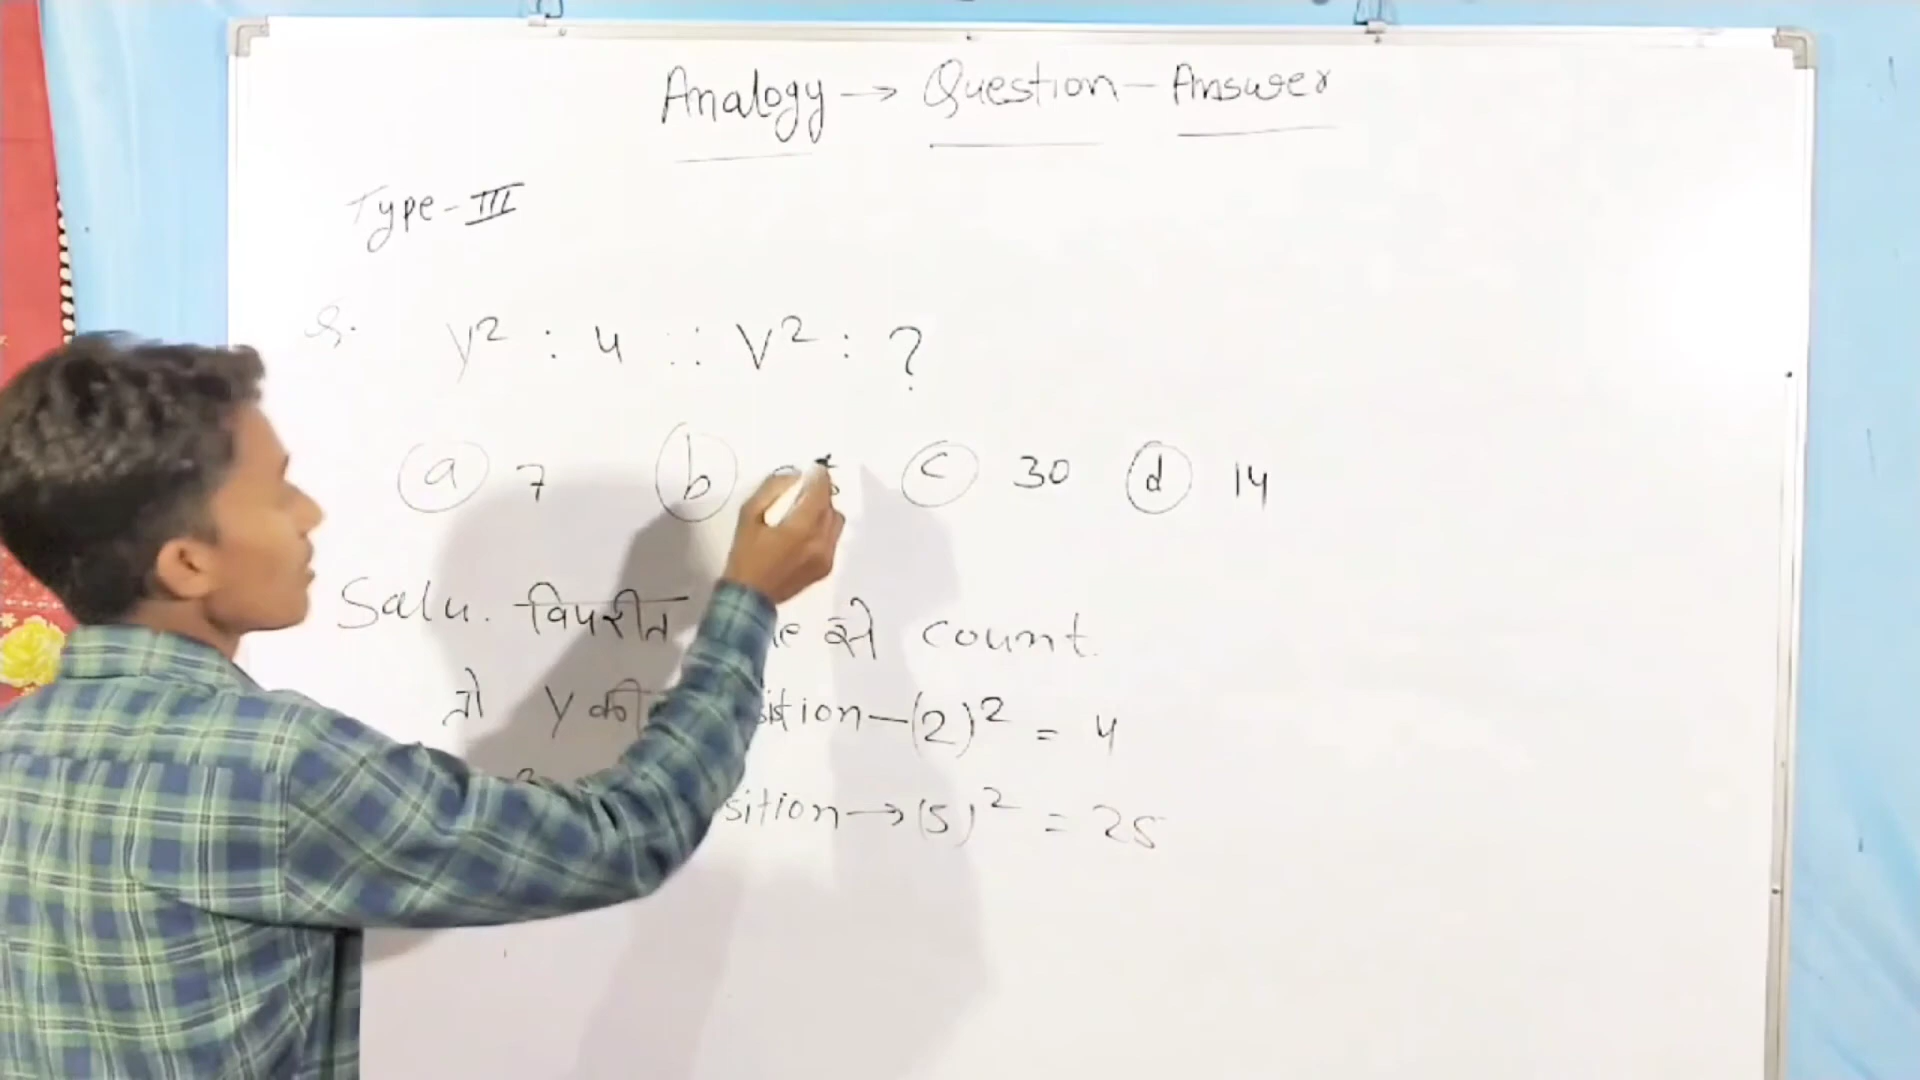 Analogy → Question - Answer
Type - III
Q. Y² : 4 :: V² : ?
(a) 7 (b) (c) 30 (d) 14
Salu. विपरीत से count.
तो Y की sition - (2)² = 4
sition → (5)² = 25